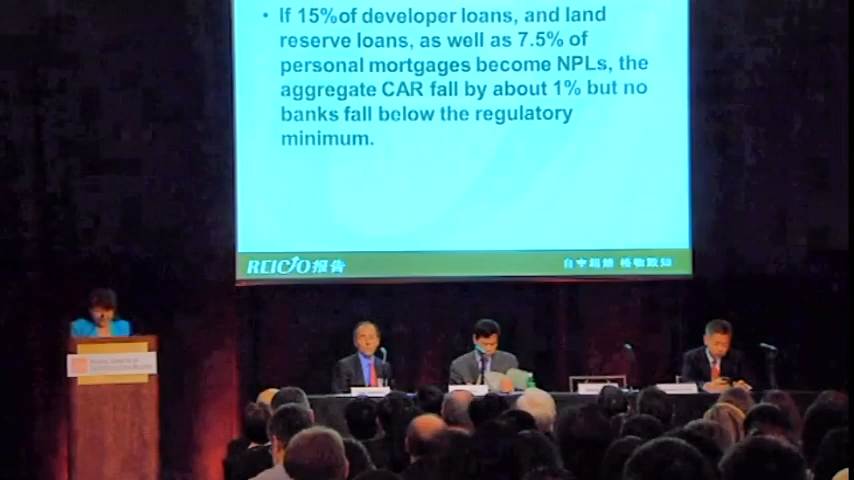 • If 15%of developer loans, and land
reserve loans, as well as 7.5% of
personal mortgages become NPLs, the
aggregate CAR fall by about 1% but no
banks fall below the regulatory
minimum.
REICO报告